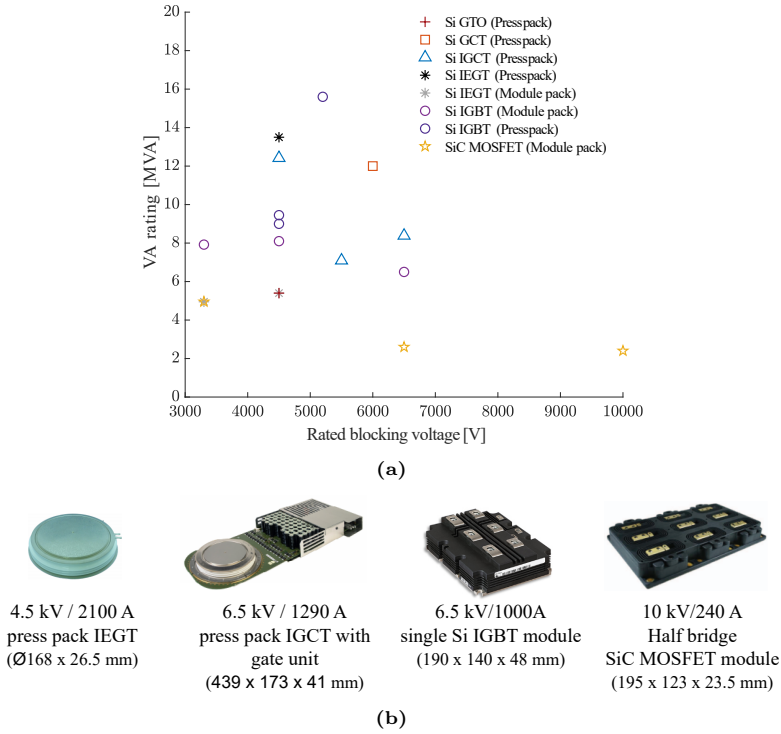 Si GTO (Presspack)
Si GCT (Presspack)
Si IGCT (Presspack)
Si IEGT (Presspack)
Si IEGT (Module pack)
Si IGBT (Module pack)
Si IGBT (Presspack)
SiC MOSFET (Module pack)
VA rating [MVA]
20
18
16
14
12
10
8
6
4
2
0
3000 4000 5000 6000 7000 8000 9000 10000
Rated blocking voltage [V]
(a)
4.5 kV / 2100 A
press pack IEGT
(Ø168 x 26.5 mm)
6.5 kV / 1290 A
press pack IGCT with
gate unit
(439 x 173 x 41 mm)
6.5 kV/1000A
single Si IGBT module
(190 x 140 x 48 mm)
10 kV/240 A
Half bridge
SiC MOSFET module
(195 x 123 x 23.5 mm)
(b)